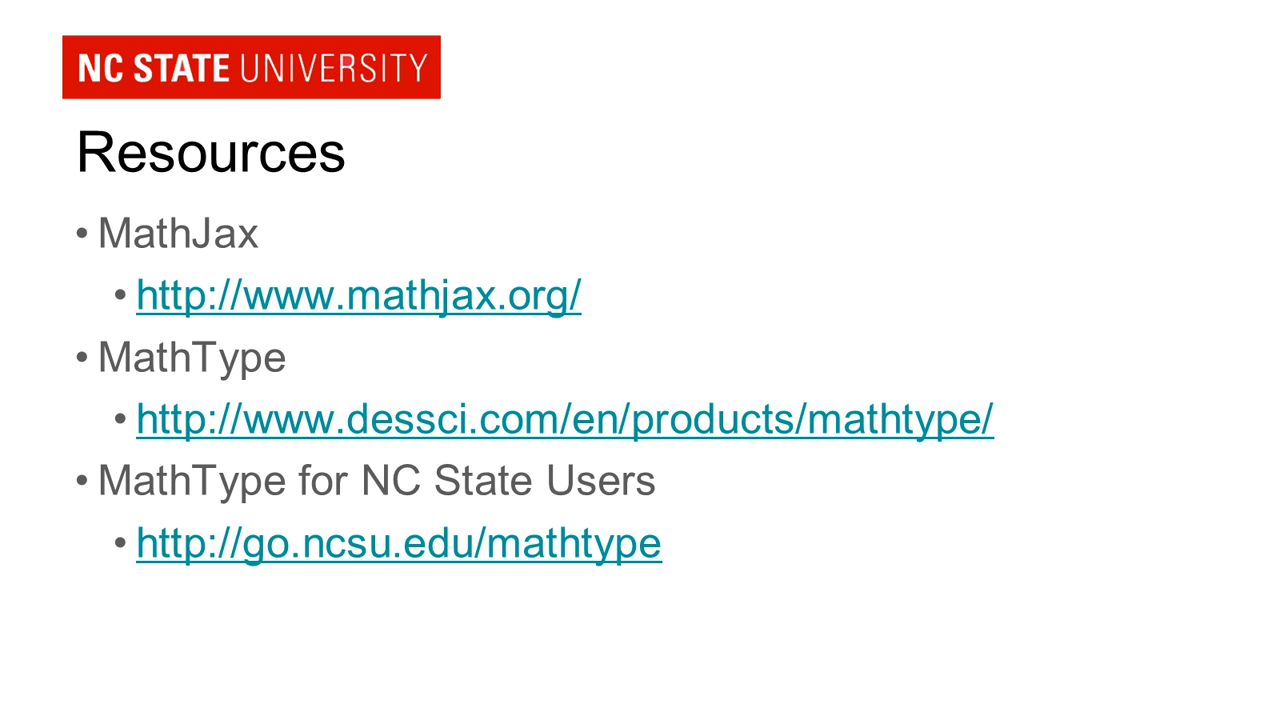 NC STATE UNIVERSITY
Resources
• MathJax
• http://www.mathjax.org/
• MathType
• http://www.dessci.com/en/products/mathtype/
• MathType for NC State Users
• http://go.ncsu.edu/mathtype